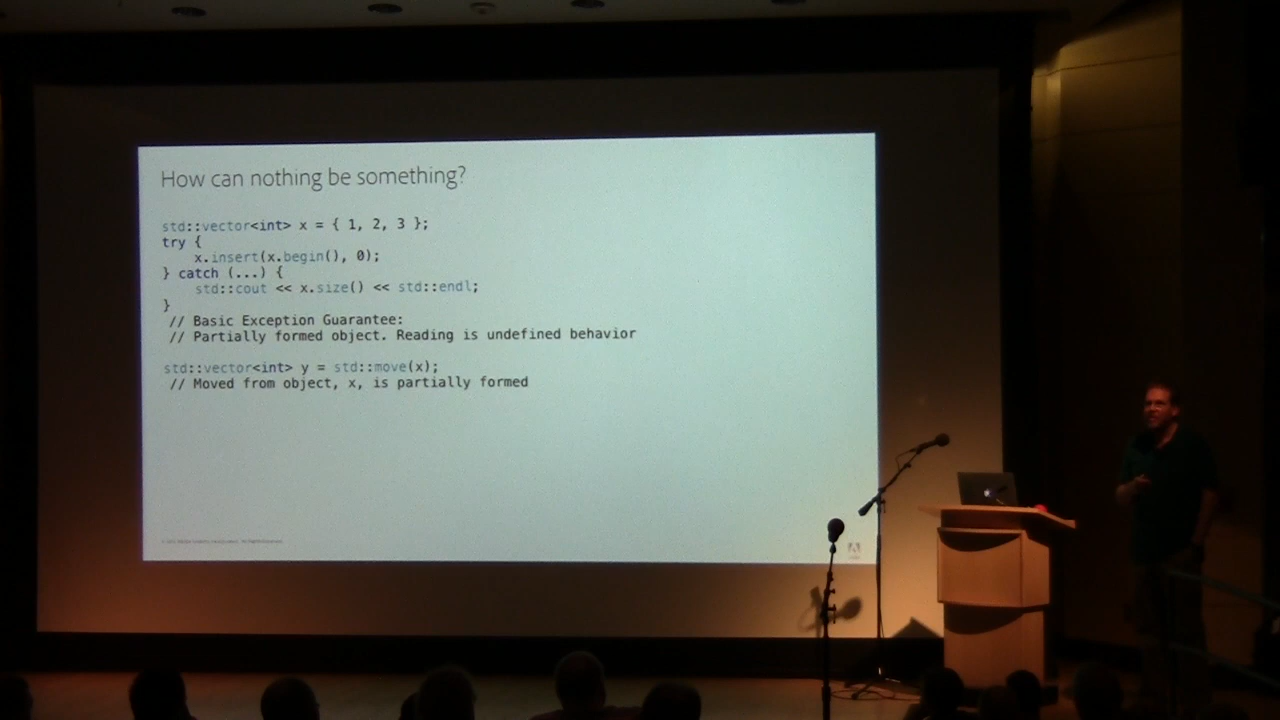 How can nothing be something?
std::vector<int> x = { 1, 2, 3 };
try {
    x.insert(x.begin(), 0);
} catch (...) {
    std::cout << x.size() << std::endl;
}
// Basic Exception Guarantee:
// Partially formed object. Reading is undefined behavior
std::vector<int> y = std::move(x);
// Moved from object, x, is partially formed